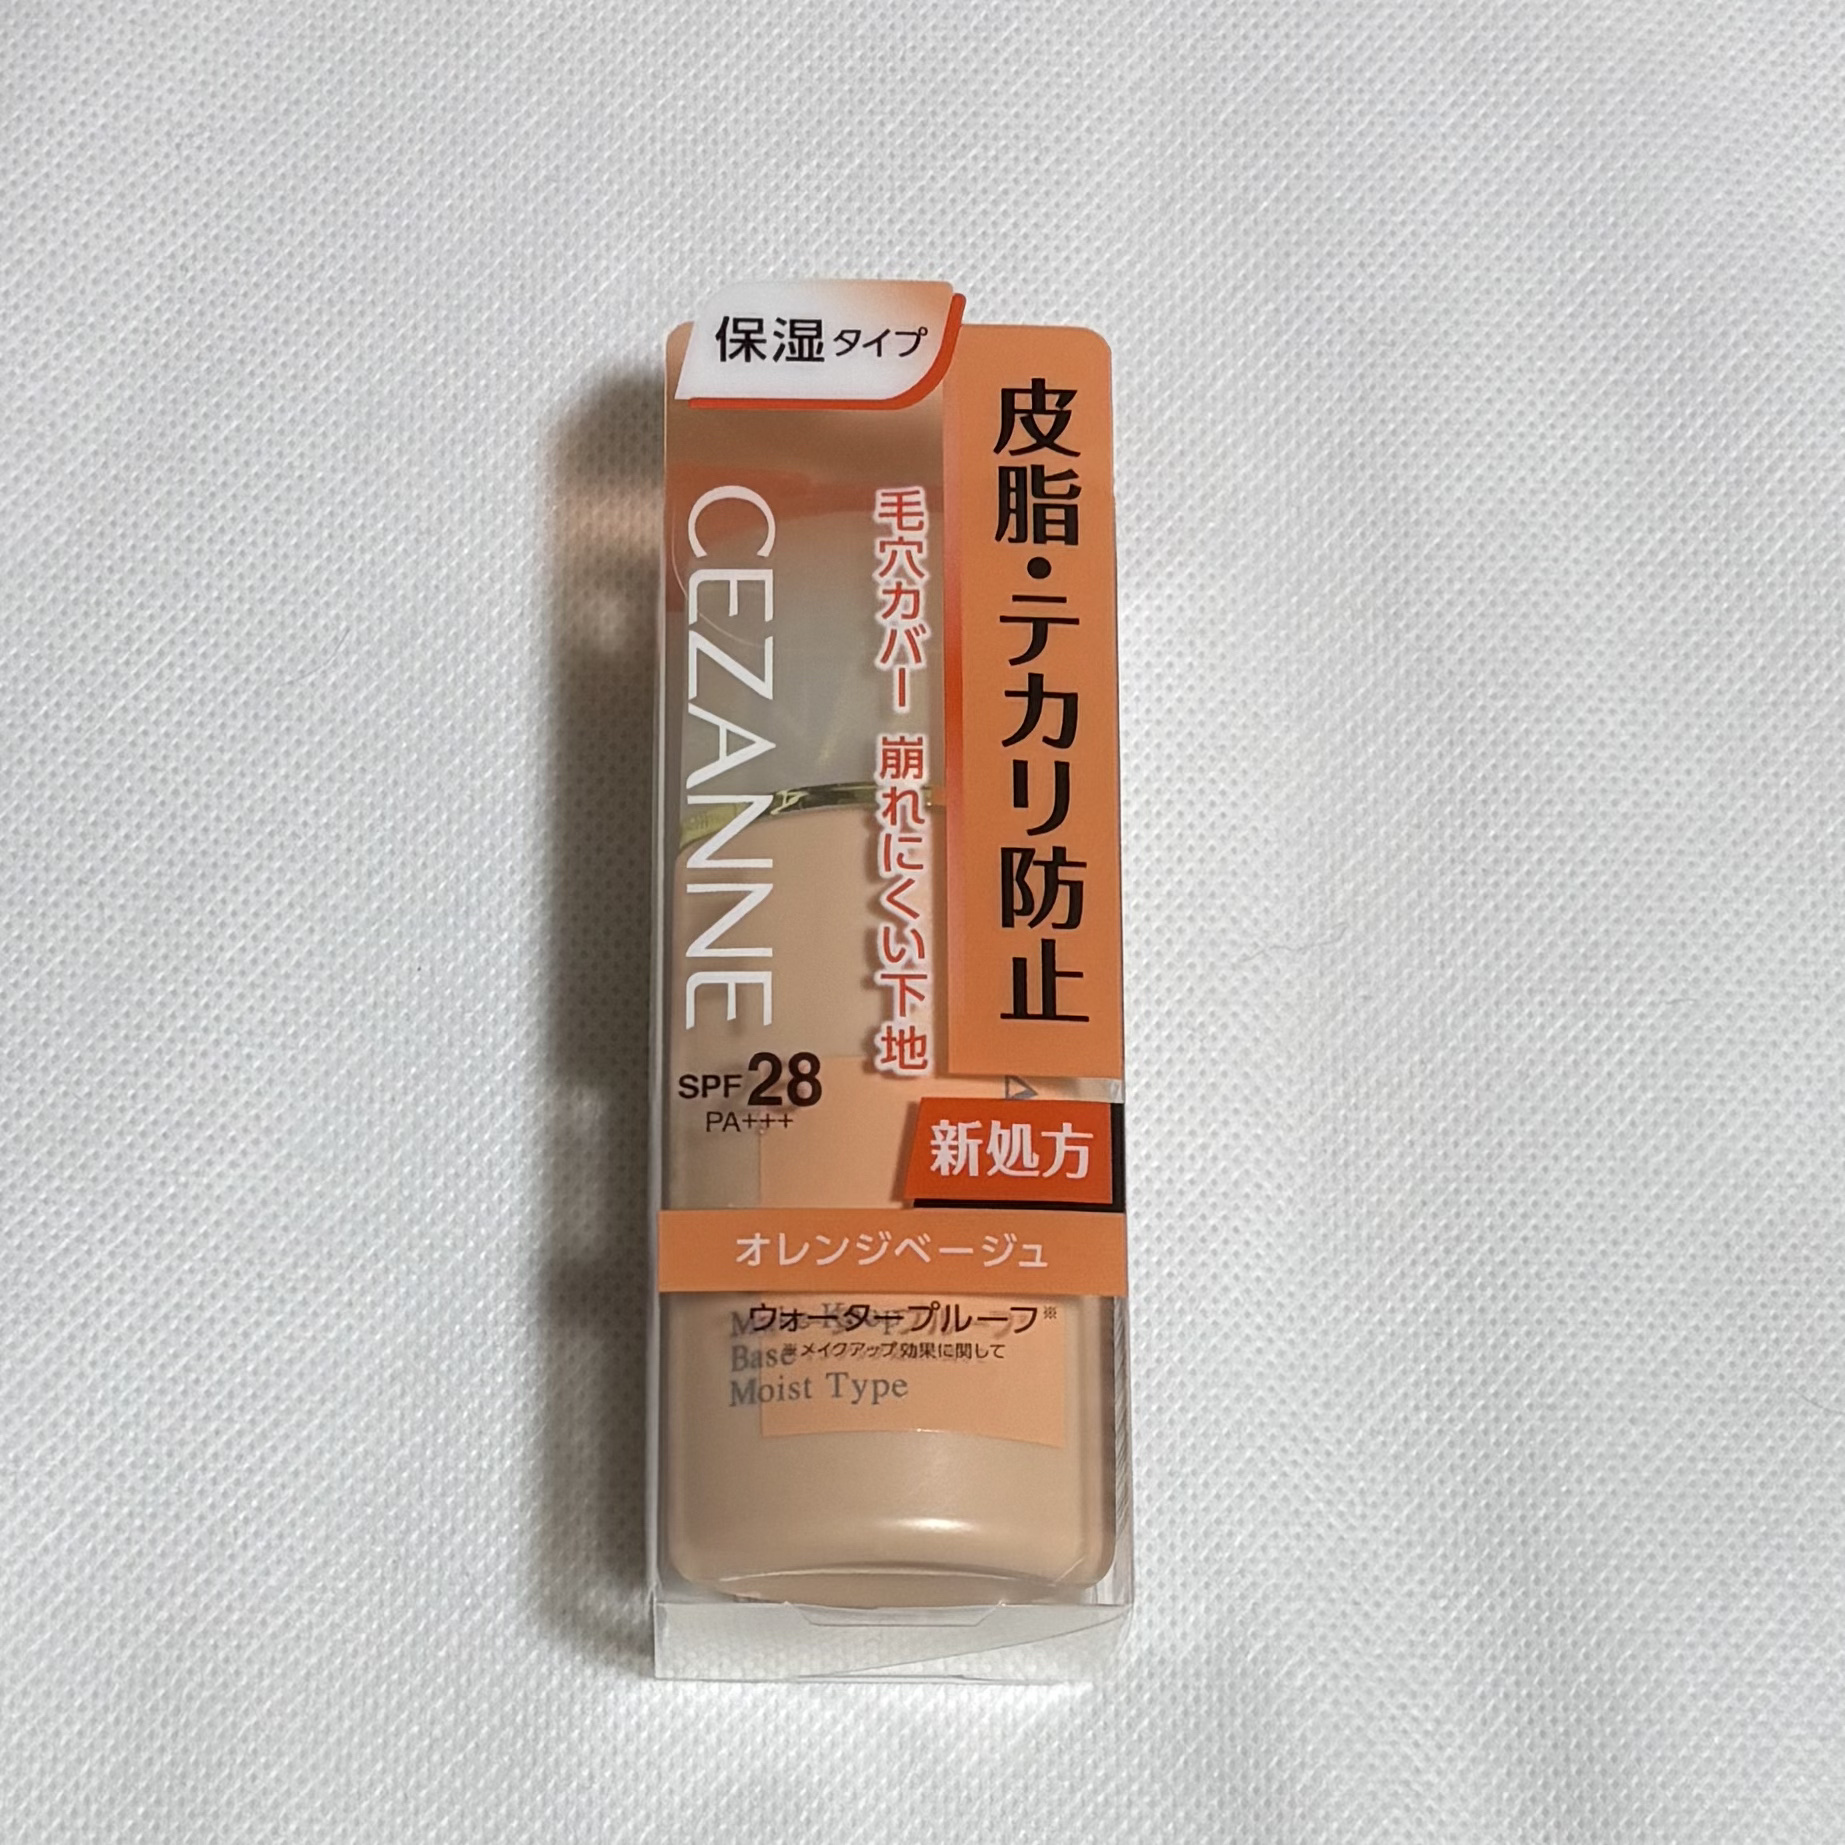 保湿タイプ
皮脂・テカリ防止
毛穴カバー 崩れにくい下地
CEZANNE
SPF28
PA+++
新処方
オレンジベージュ
ウォータープルーフ※
※メイクアップ効果に関して
Base
Moist Type